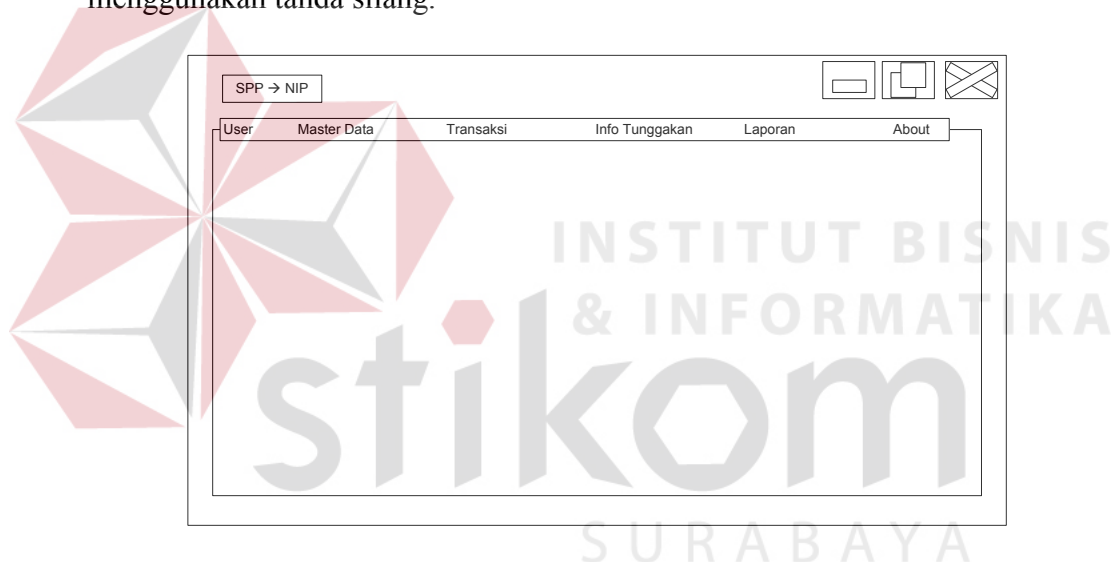 menggunakan tanda silang.
SPP → NIP
User Master Data Transaksi Info Tunggakan Laporan About
INSTITUT BISNIS
& INFORMATIKA
stikom
SURABAYA